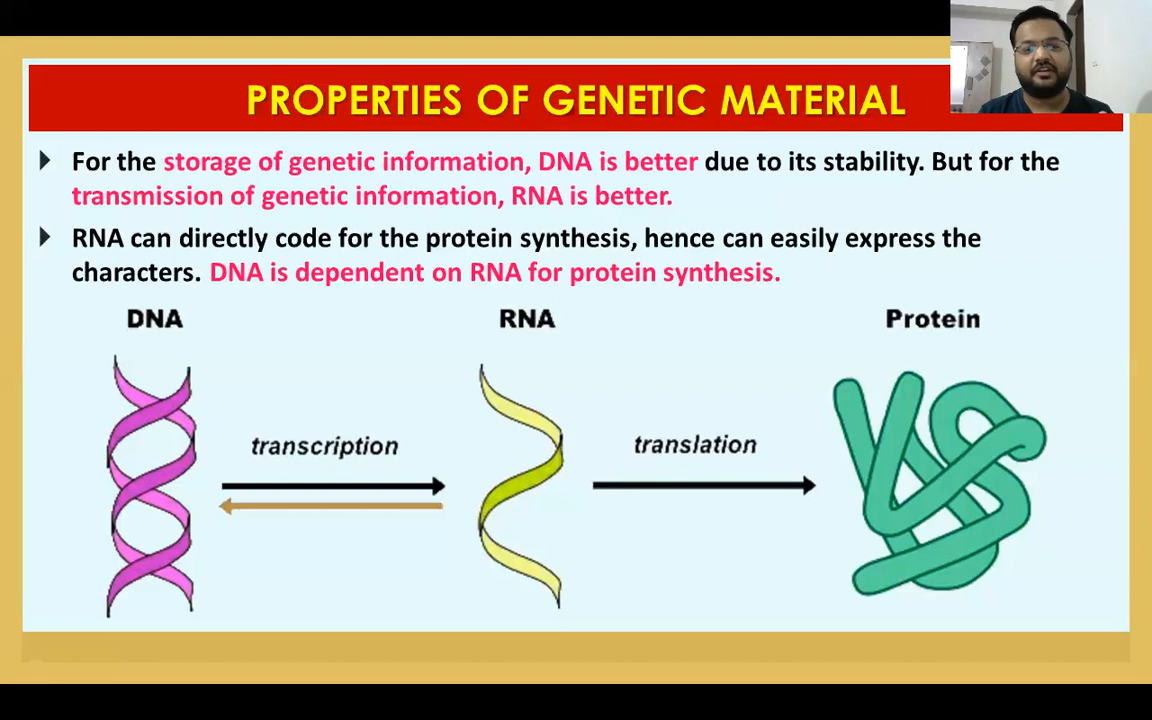 PROPERTIES OF GENETIC MATERIAL
For the storage of genetic information, DNA is better due to its stability. But for the
transmission of genetic information, RNA is better.
RNA can directly code for the protein synthesis, hence can easily express the
characters. DNA is dependent on RNA for protein synthesis.
DNA
RNA
Protein
transcription
translation